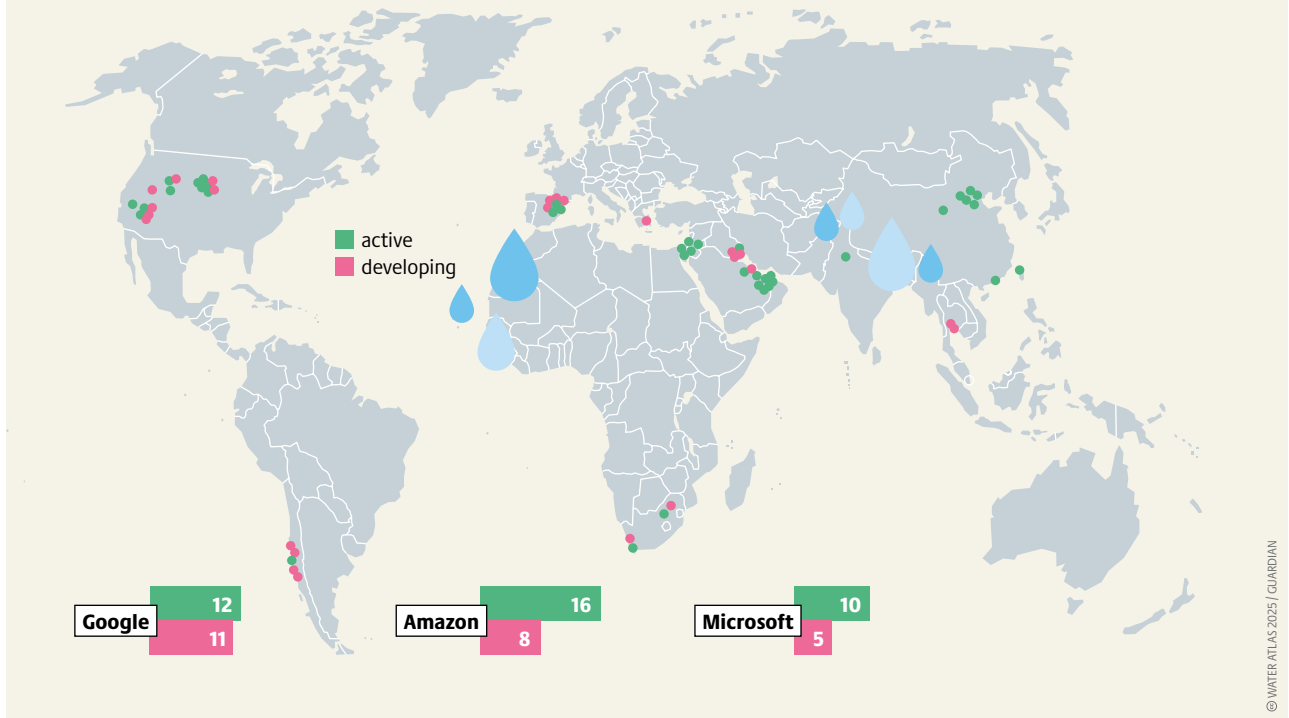 active
developing
Google
12
11
Amazon
16
8
Microsoft
10
5
© WATER ATLAS 2025 / GUARDIAN